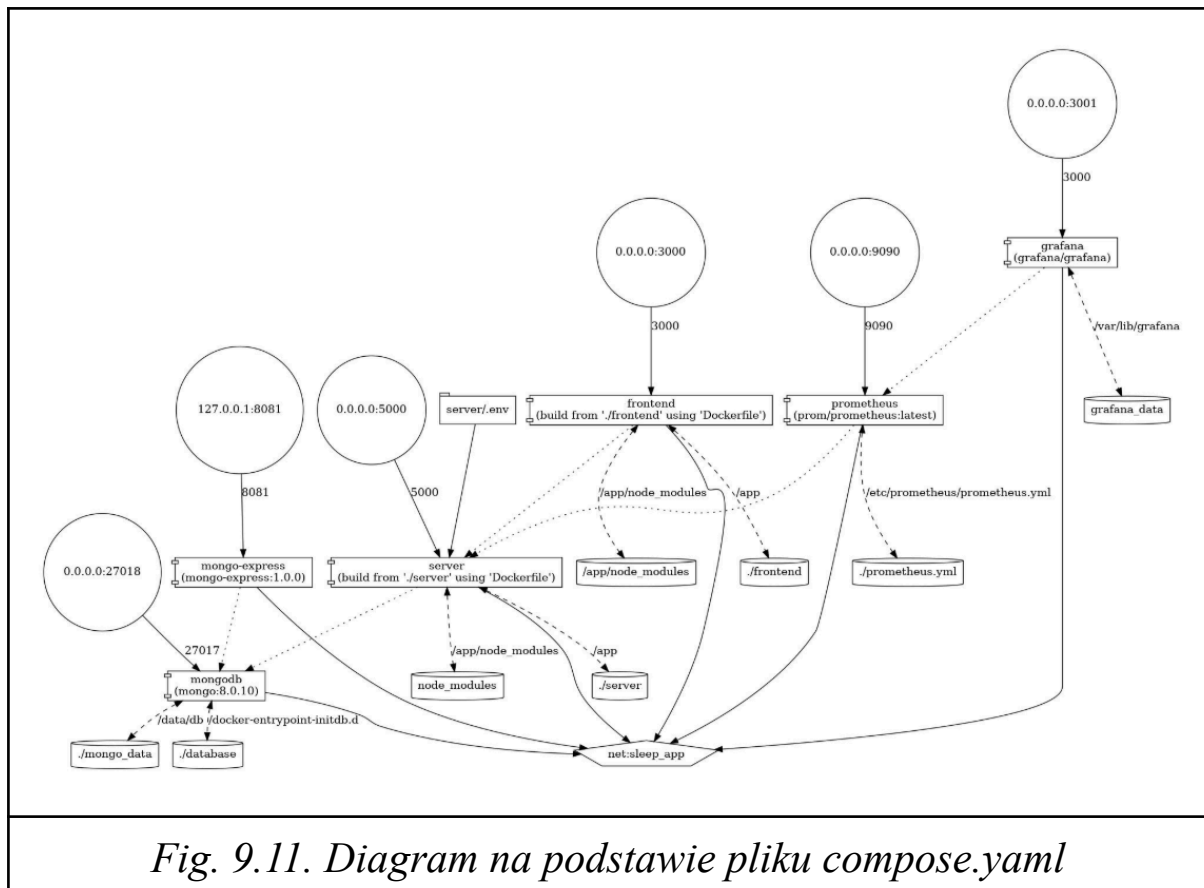 0.0.0.0:3001
3000
grafana
(grafana/grafana)
/var/lib/grafana
grafana_data
0.0.0.0:3000
0.0.0.0:9090
3000
9090
frontend
(build from './frontend' using 'Dockerfile')
prometheus
(prom/prometheus:latest)
127.0.0.1:8081
0.0.0.0:5000
server/.env
8081
5000
/app/node_modules
/app
/etc/prometheus/prometheus.yml
0.0.0.0:27018
mongo-express
(mongo-express:1.0.0)
server
(build from './server' using 'Dockerfile')
/app/node_modules
./frontend
./prometheus.yml
27017
/app/node_modules
/app
mongodb
(mongo:8.0.10)
node_modules
./server
/data/db
/docker-entrypoint-initdb.d
./mongo_data
./database
net:sleep_app
Fig. 9.11. Diagram na podstawie pliku compose.yaml